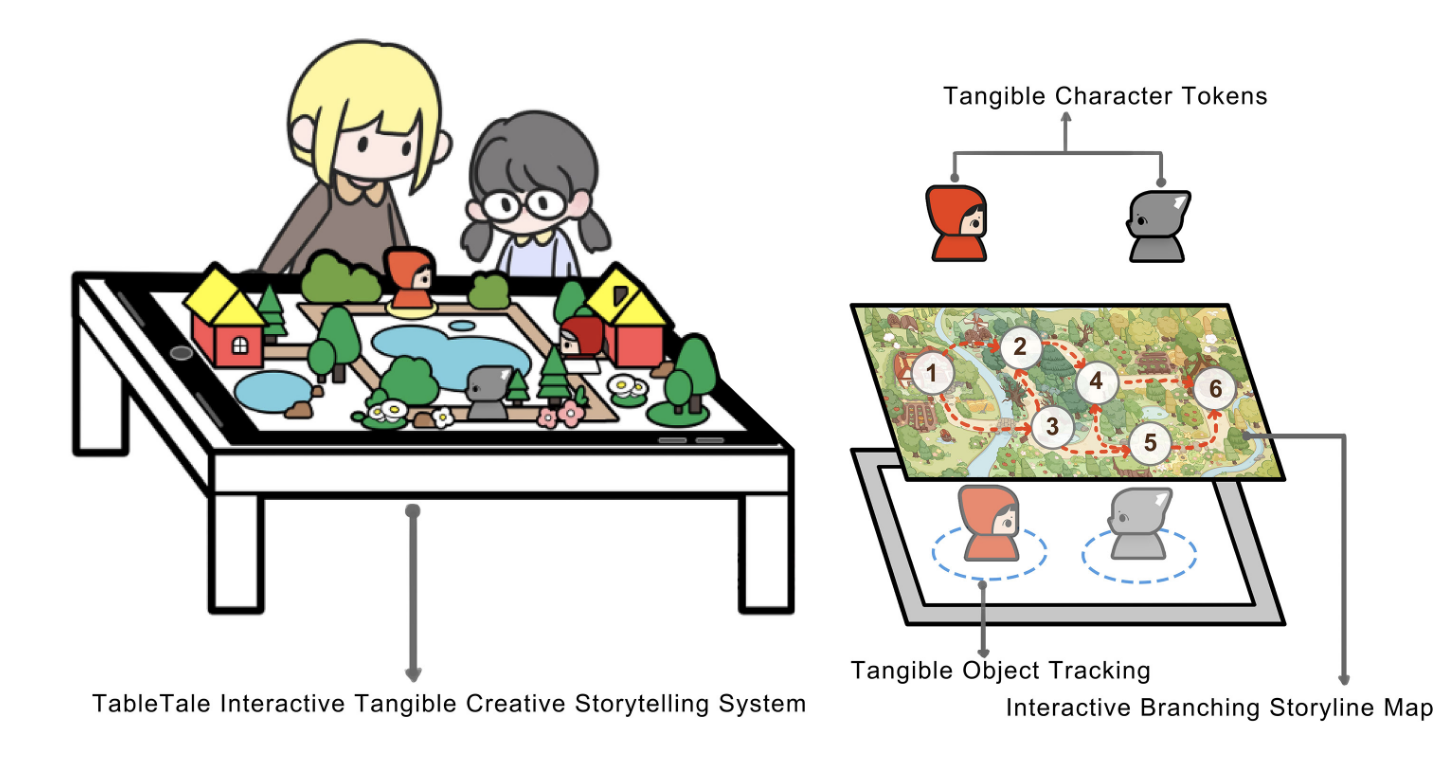 Tangible Character Tokens
1
2
3
4
5
6
Tangible Object Tracking
TableTale Interactive Tangible Creative Storytelling System
Interactive Branching Storyline Map